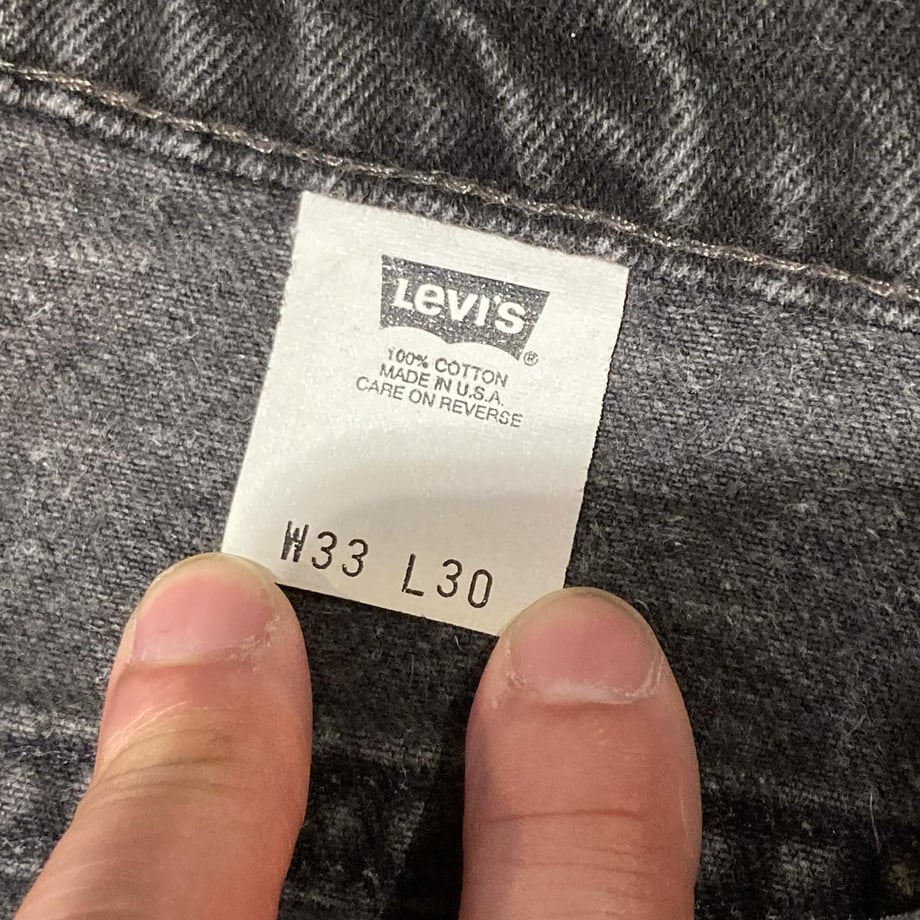 Levi's ®
100% COTTON
MADE IN U.S.A.
CARE ON REVERSE
W33 L30